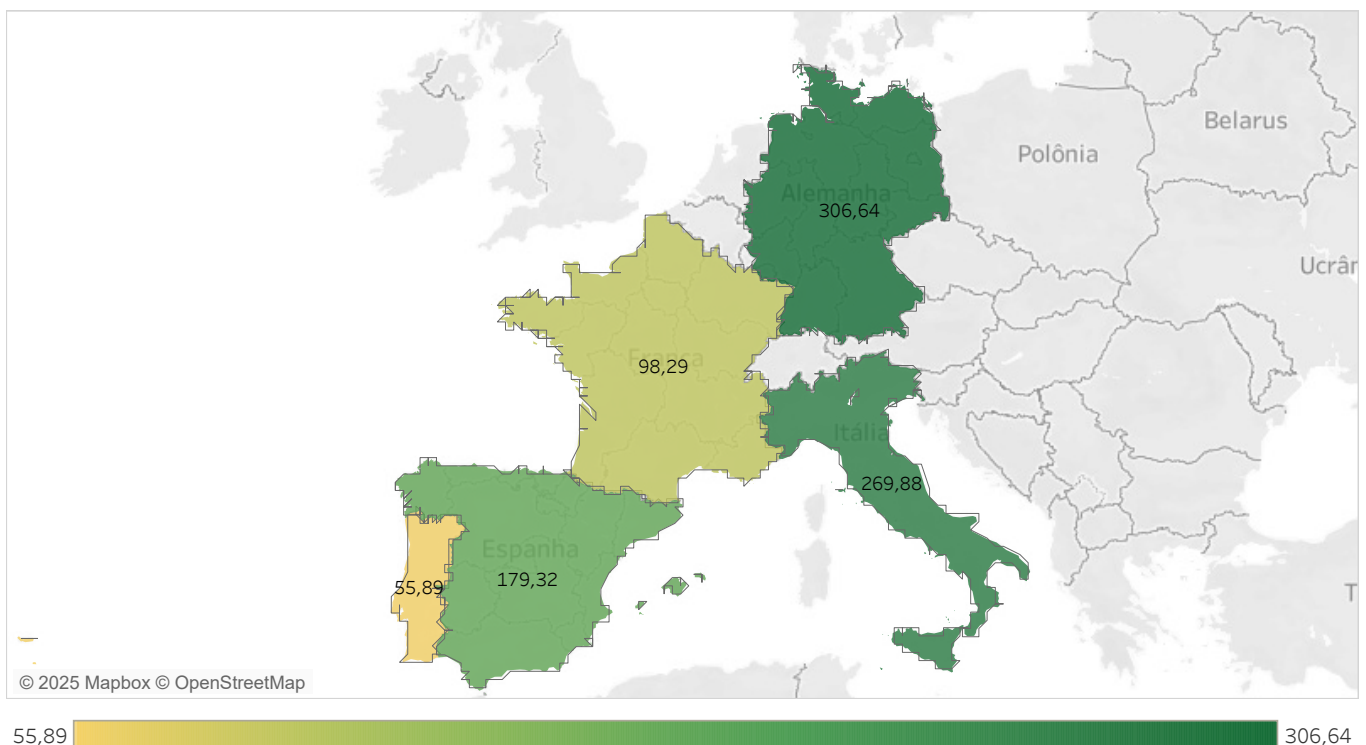 Belarus
Polônia
Alemanha
306,64
Ucrâr
França
98,29
Itália
269,88
Espanha
179,32
55,89
T
© 2025 Mapbox © OpenStreetMap
55,89
306,64